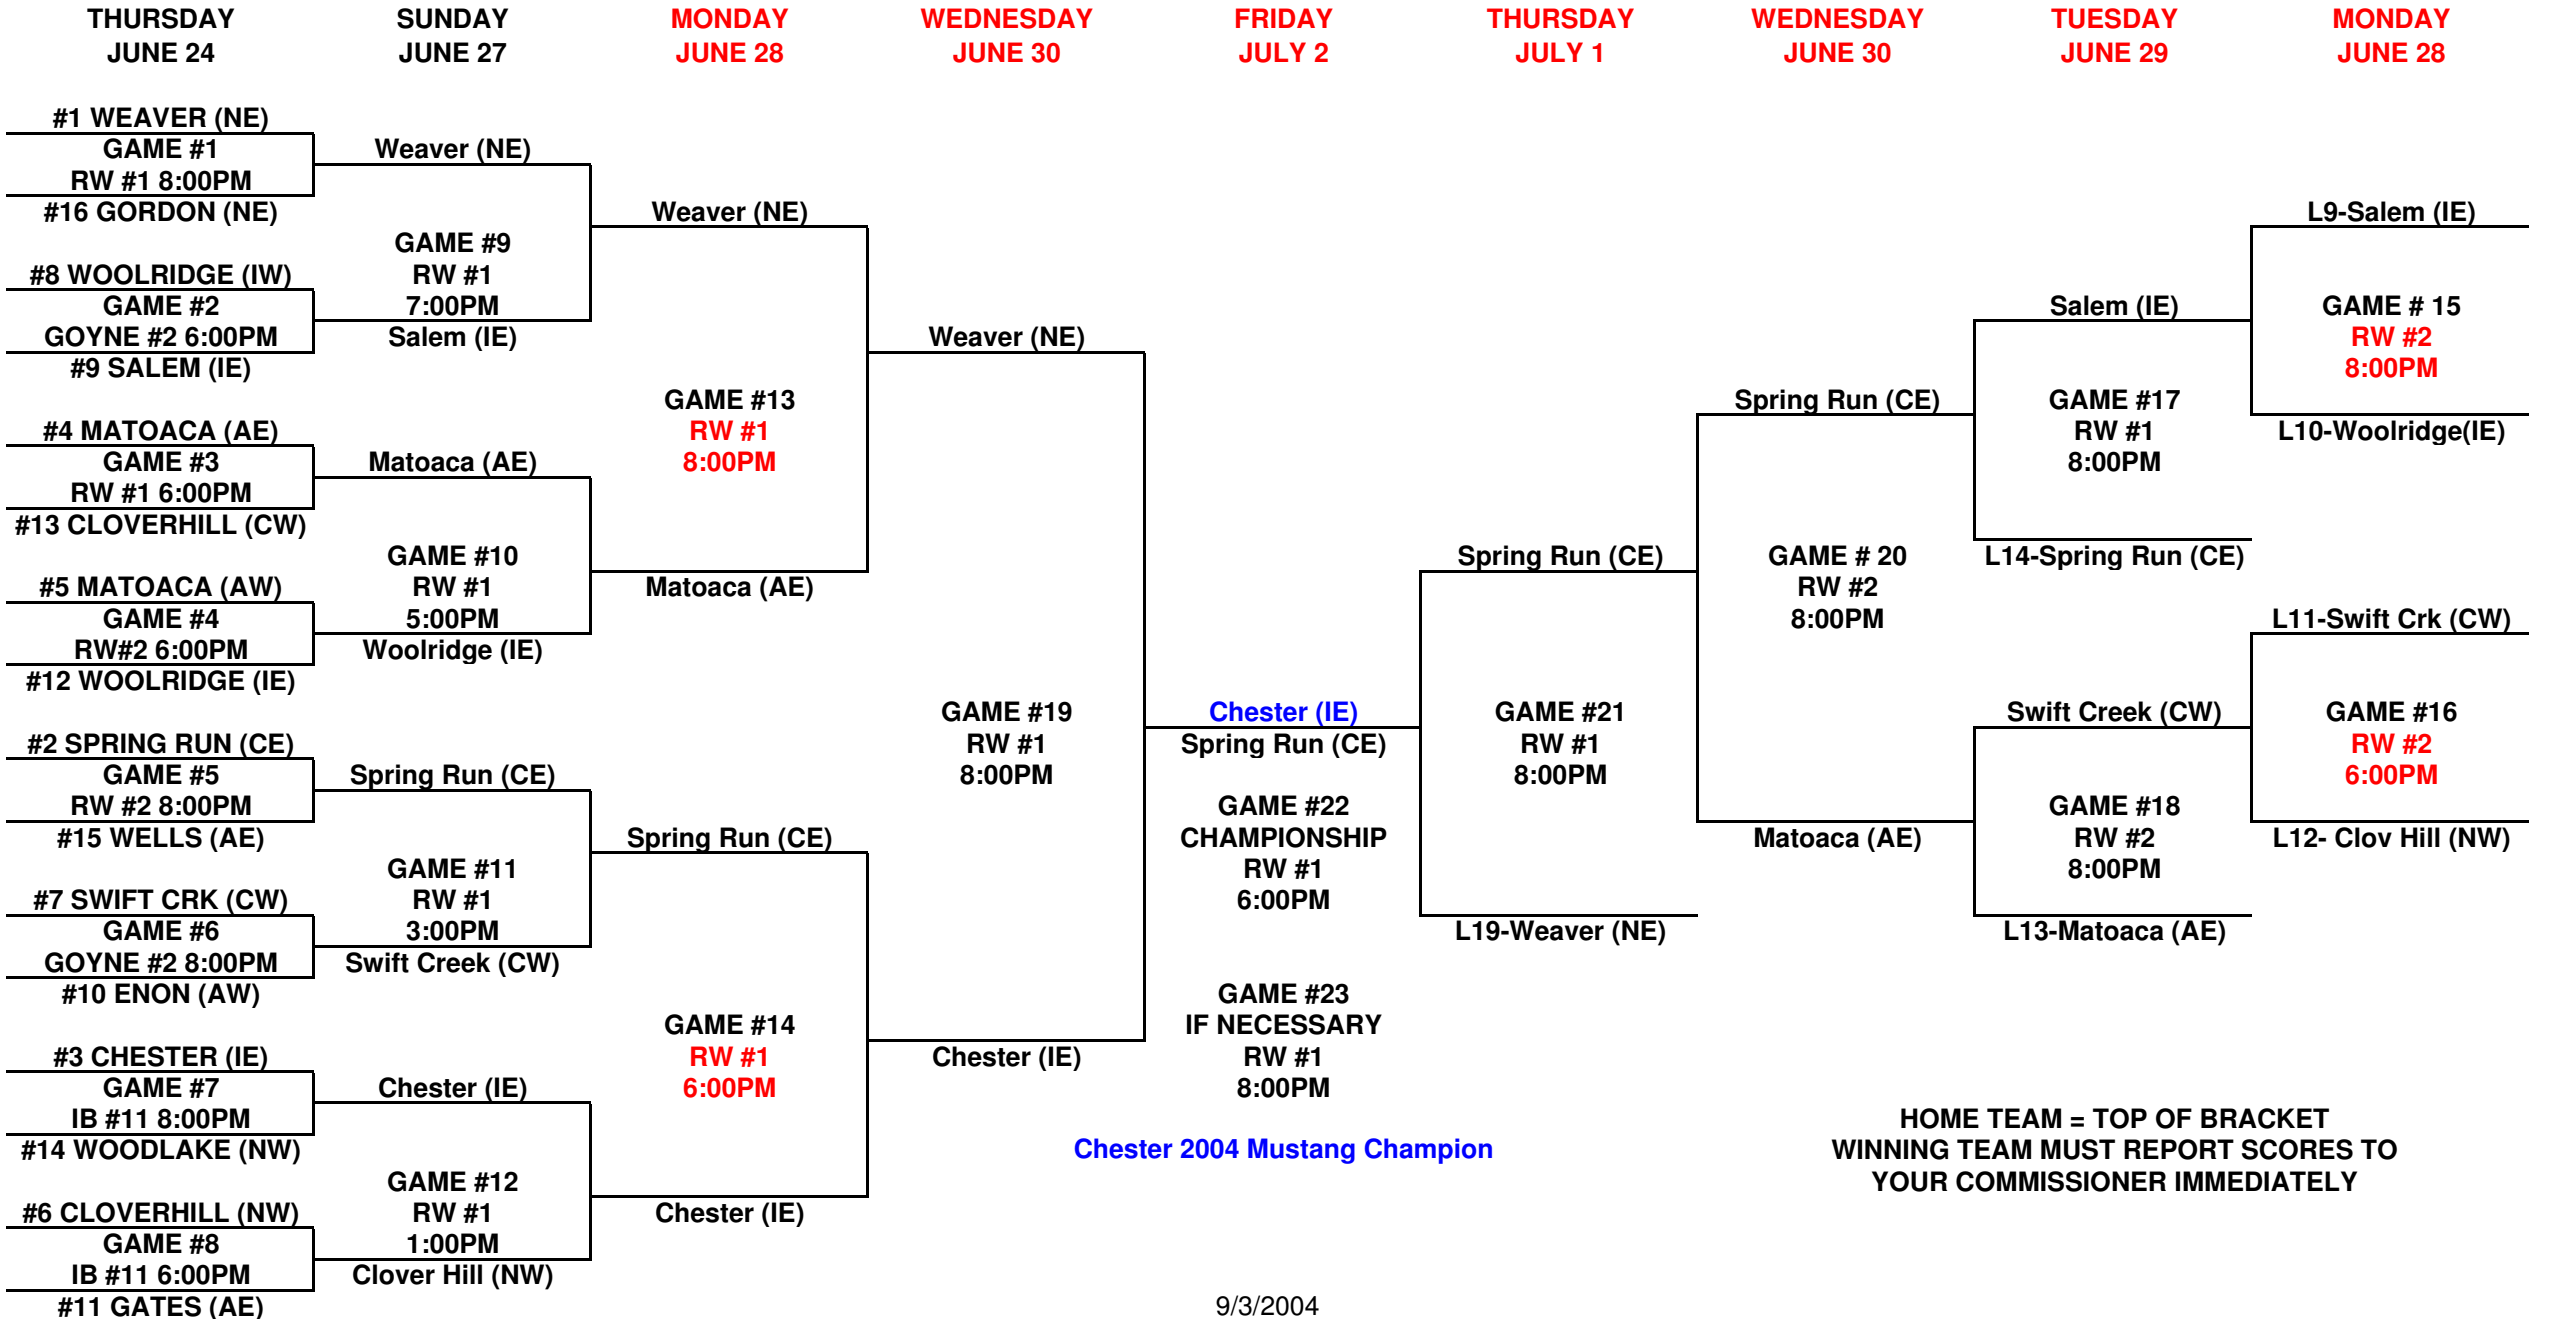 THURSDAY
JUNE 24
SUNDAY
JUNE 27
MONDAY
JUNE 28
WEDNESDAY
JUNE 30
FRIDAY
JULY 2
THURSDAY
JULY 1
WEDNESDAY
JUNE 30
TUESDAY
JUNE 29
MONDAY
JUNE 28
#1 WEAVER (NE)
GAME #1
RW #1 8:00PM
#16 GORDON (NE)
#8 WOOLRIDGE (IW)
GAME #2
GOYNE #2 6:00PM
#9 SALEM (IE)
#4 MATOACA (AE)
GAME #3
RW #1 6:00PM
#13 CLOVERHILL (CW)
#5 MATOACA (AW)
GAME #4
RW#2 6:00PM
#12 WOOLRIDGE (IE)
#2 SPRING RUN (CE)
GAME #5
RW #2 8:00PM
#15 WELLS (AE)
#7 SWIFT CRK (CW)
GAME #6
GOYNE #2 8:00PM
#10 ENON (AW)
#3 CHESTER (IE)
GAME #7
IB #11 8:00PM
#14 WOODLAKE (NW)
#6 CLOVERHILL (NW)
GAME #8
IB #11 6:00PM
#11 GATES (AE)
Weaver (NE)
GAME #9
RW #1
7:00PM
Salem (IE)
Matoaca (AE)
GAME #10
RW #1
5:00PM
Woolridge (IE)
Spring Run (CE)
GAME #11
RW #1
3:00PM
Swift Creek (CW)
Chester (IE)
GAME #12
RW #1
1:00PM
Clover Hill (NW)
Weaver (NE)
GAME #13
RW #1
8:00PM
Matoaca (AE)
Spring Run (CE)
GAME #14
RW #1
6:00PM
Chester (IE)
Weaver (NE)
GAME #19
RW #1
8:00PM
Chester (IE)
Chester (IE)
Spring Run (CE)
GAME #22
CHAMPIONSHIP
RW #1
6:00PM
GAME #23
IF NECESSARY
RW #1
8:00PM
Chester 2004 Mustang Champion
Spring Run (CE)
GAME #21
RW #1
8:00PM
L19-Weaver (NE)
Spring Run (CE)
GAME # 20
RW #2
8:00PM
Matoaca (AE)
Salem (IE)
GAME #17
RW #1
8:00PM
L14-Spring Run (CE)
Swift Creek (CW)
GAME #18
RW #2
8:00PM
L13-Matoaca (AE)
L9-Salem (IE)
GAME # 15
RW #2
8:00PM
L10-Woolridge(IE)
L11-Swift Crk (CW)
GAME #16
RW #2
6:00PM
L12- Clov Hill (NW)
HOME TEAM = TOP OF BRACKET
WINNING TEAM MUST REPORT SCORES TO
YOUR COMMISSIONER IMMEDIATELY
9/3/2004